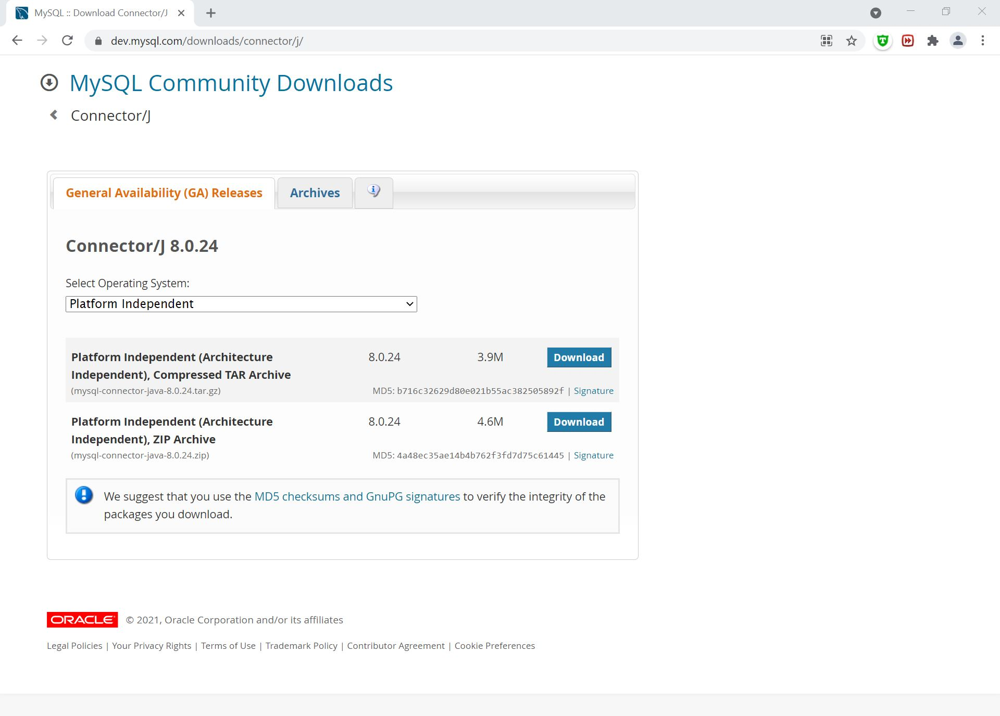 MySQL :: Download Connector/J
dev.mysql.com/downloads/connector/j/
MySQL Community Downloads
Connector/J
General Availability (GA) Releases
Archives
Connector/J 8.0.24
Select Operating System:
Platform Independent
Platform Independent (Architecture 8.0.24 3.9M Download
Independent), Compressed TAR Archive
(mysql-connector-java-8.0.24.tar.gz) MD5: b716c32629d80e021b55ac382505892f | Signature
Platform Independent (Architecture 8.0.24 4.6M Download
Independent), ZIP Archive
(mysql-connector-java-8.0.24.zip) MD5: 4a48ec35ae14b4b762f3fd7d75c61445 | Signature
We suggest that you use the MD5 checksums and GnuPG signatures to verify the integrity of the
packages you download.
ORACLE © 2021, Oracle Corporation and/or its affiliates
Legal Policies | Your Privacy Rights | Terms of Use | Trademark Policy | Contributor Agreement | Cookie Preferences